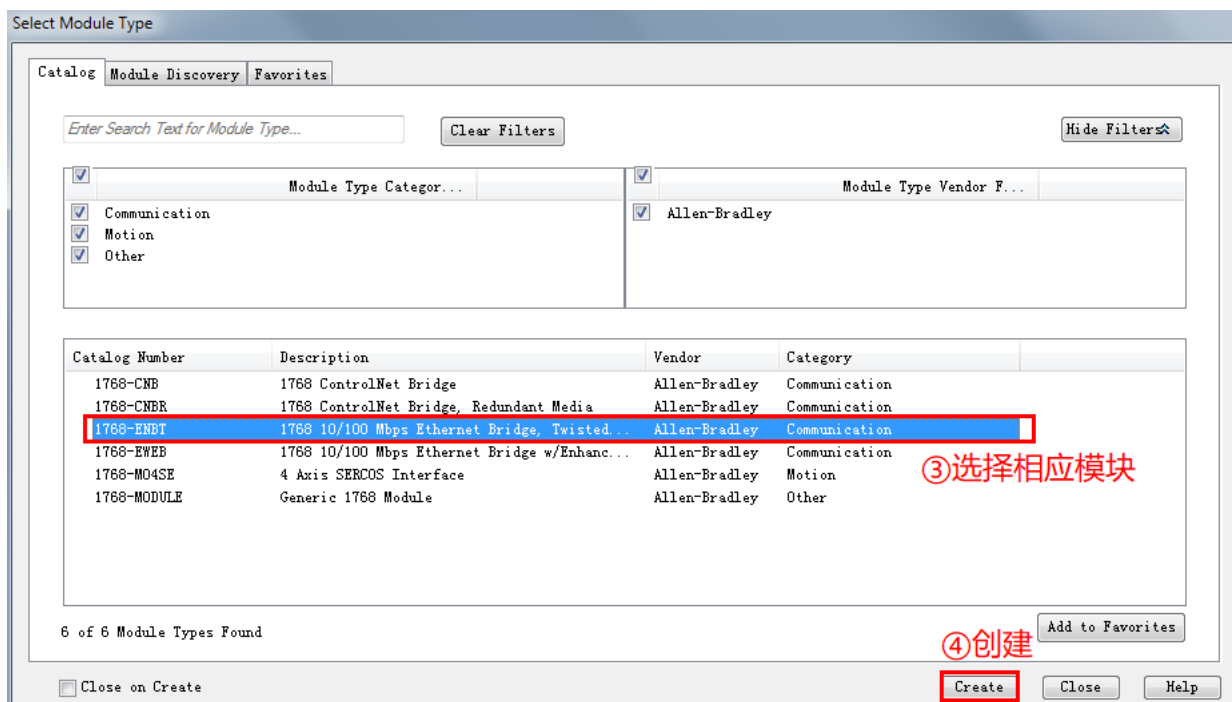 Select Module Type
Catalog Module Discovery Favorites
Enter Search Text for Module Type... Clear Filters Hide Filters
Module Type Categor... Module Type Vendor F...
Communication Allen-Bradley
Motion
Other
Catalog Number Description Vendor Category
1768-CNB 1768 ControlNet Bridge Allen-Bradley Communication
1768-CNBR 1768 ControlNet Bridge, Redundant Media Allen-Bradley Communication
1768-ENBT 1768 10/100 Mbps Ethernet Bridge, Twisted... Allen-Bradley Communication
1768-EWEB 1768 10/100 Mbps Ethernet Bridge w/Enhanc... Allen-Bradley Communication
1768-M04SE 4 Axis SERCOS Interface Allen-Bradley Motion
③选择相应模块
1768-MODULE Generic 1768 Module Allen-Bradley Other
6 of 6 Module Types Found Add to Favorites
④创建
Close on Create Create Close Help